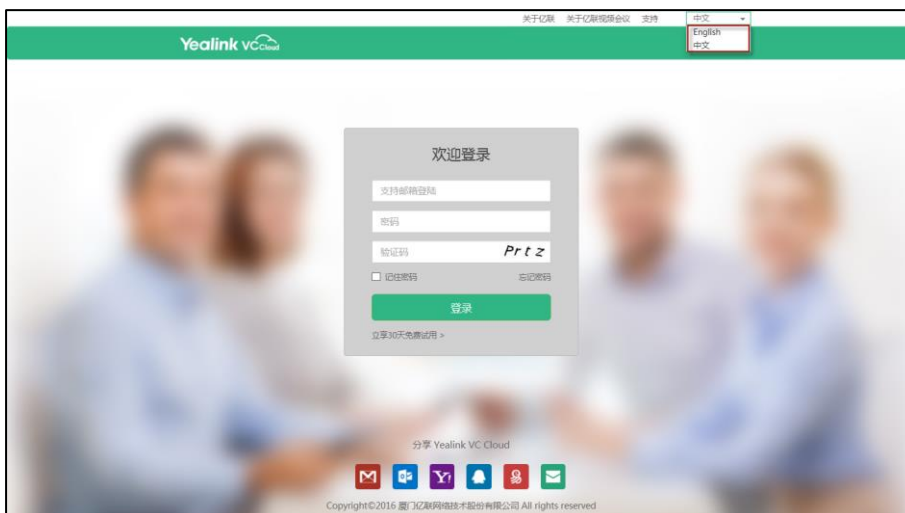 关于亿联 关于亿联视频会议 支持 中文
English
中文
Yealink VCCloud
欢迎登录
支持邮箱登陆
密码
验证码 Prtz
记住密码 忘记密码
登录
立享30天免费试用 >
分享 Yealink VC Cloud
Copyright©2016 厦门亿联网络技术股份有限公司 All rights reserved